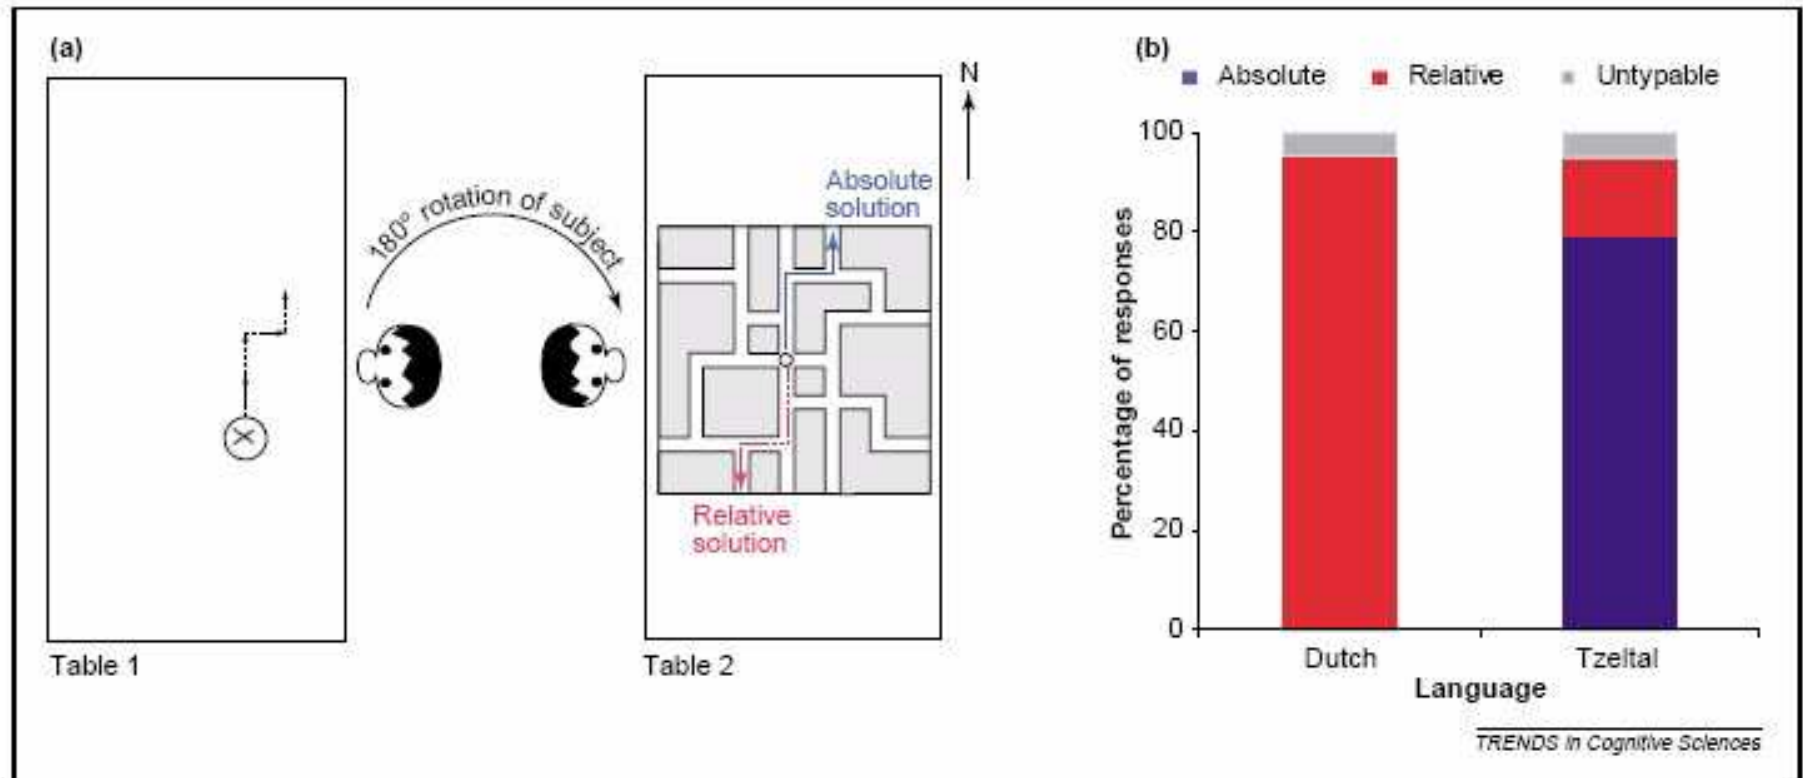 (a)
180° rotation of subject
N
Absolute
solution
Relative
solution
Table 1
Table 2
(b)
Absolute
Relative
Untypable
Percentage of responses
100
80
60
40
20
0
Dutch
Tzeltal
Language
TRENDS in Cognitive Sciences